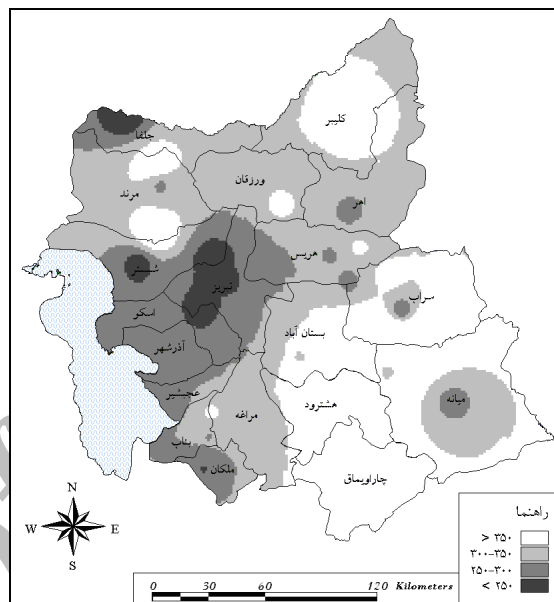 کلیبر
جلفا
ورزقان
مرند
اهر
هریس
شبستر
تبریز
سراب
اسکو
بستان آباد
آذرشهر
عجبشیر
میانه
مراغه
هشترود
بناب
ملکان
چاراویماق
N
W E
S
راهنما
> ۳۵۰
۳۰۰-۳۵۰
۲۵۰-۳۰۰
< ۲۵۰
0 30 60 120 Kilometers